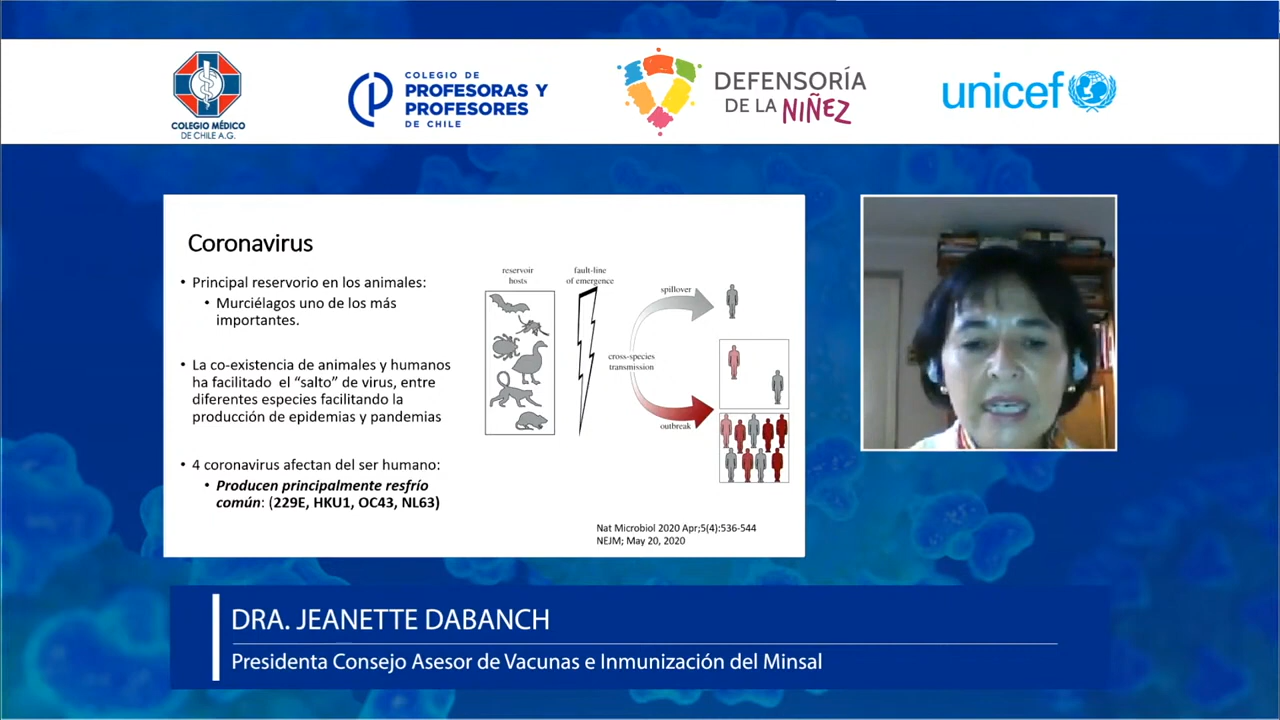 COLEGIO MÉDICO
DE CHILE A.G.
COLEGIO DE
PROFESORAS Y
PROFESORES
DE CHILE
DEFENSORÍA
DE LA NIÑEZ
unicef
Coronavirus
• Principal reservorio en los animales:
• Murciélagos uno de los más
importantes.
• La co-existencia de animales y humanos
ha facilitado el “salto” de virus, entre
diferentes especies facilitando la
producción de epidemias y pandemias
• 4 coronavirus afectan del ser humano:
• Producen principalmente resfrío
común: (229E, HKU1, OC43, NL63)
reservoir
hosts
fault-line
of emergence
spillover
cross-species
transmission
outbreak
Nat Microbiol 2020 Apr;5(4):536-544
NEJM; May 20, 2020
DRA. JEANETTE DABANCH
Presidenta Consejo Asesor de Vacunas e Inmunización del Minsal